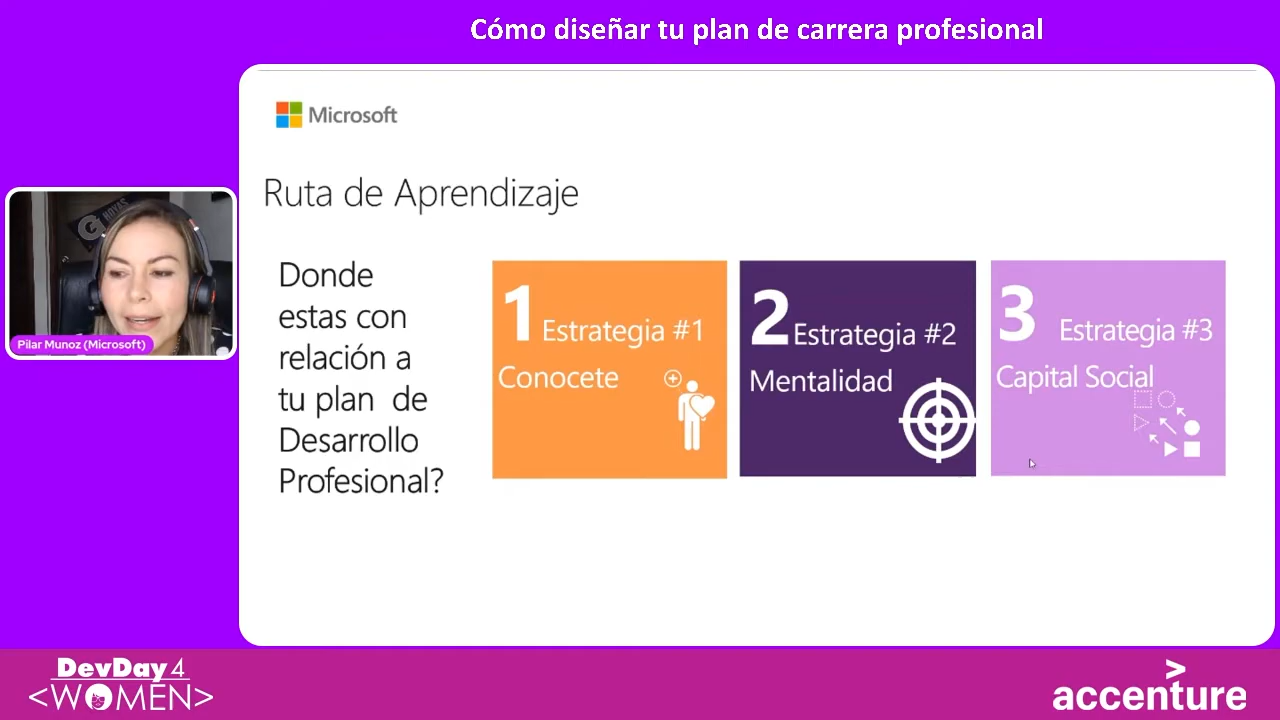 Cómo diseñar tu plan de carrera profesional
Microsoft
Ruta de Aprendizaje
Donde
estas con
relación a
tu plan de
Desarrollo
Profesional?
1 Estrategia #1
Conocete
2 Estrategia #2
Mentalidad
3 Estrategia #3
Capital Social
G HOYAS
Pilar Munoz (Microsoft)
DevDay 4
<WOMEN>
>
accenture